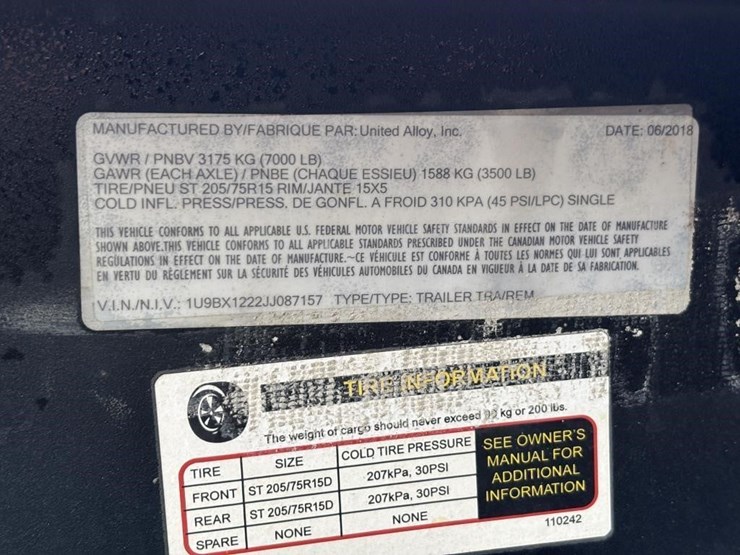 MANUFACTURED BY/FABRIQUE PAR: United Alloy, Inc. DATE: 06/2018
GVWR / PNBV 3175 KG (7000 LB)
GAWR (EACH AXLE) / PNBE (CHAQUE ESSIEU) 1588 KG (3500 LB)
TIRE/PNEU ST 205/75R15 RIM/JANTE 15X5
COLD INFL. PRESS/PRESS. DE GONFL. A FROID 310 KPA (45 PSI/LPC) SINGLE
THIS VEHICLE CONFORMS TO ALL APPLICABLE U.S. FEDERAL MOTOR VEHICLE SAFETY STANDARDS IN EFFECT ON THE DATE OF MANUFACTURE
SHOWN ABOVE.THIS VEHICLE CONFORMS TO ALL APPLICABLE STANDARDS PRESCRIBED UNDER THE CANADIAN MOTOR VEHICLE SAFETY
REGULATIONS IN EFFECT ON THE DATE OF MANUFACTURE.~CE VÉHICULE EST CONFORME À TOUTES LES NORMES QUI LUI SONT APPLICABLES
EN VERTU DU RÈGLEMENT SUR LA SÉCURITÉ DES VÉHICULES AUTOMOBILES DU CANADA EN VIGUEUR À LA DATE DE SA FABRICATION.
V.I.N./N.I.V.: 1U9BX1222JJ087157 TYPE/TYPE: TRAILER TRA/REM
TIRE INFORMATION
The weight of cargo should never exceed kg or 200 lbs.
TIRE SIZE COLD TIRE PRESSURE
FRONT ST 205/75R15D 207kPa, 30PSI
REAR ST 205/75R15D 207kPa, 30PSI
SPARE NONE NONE
SEE OWNER'S
MANUAL FOR
ADDITIONAL
INFORMATION
110242